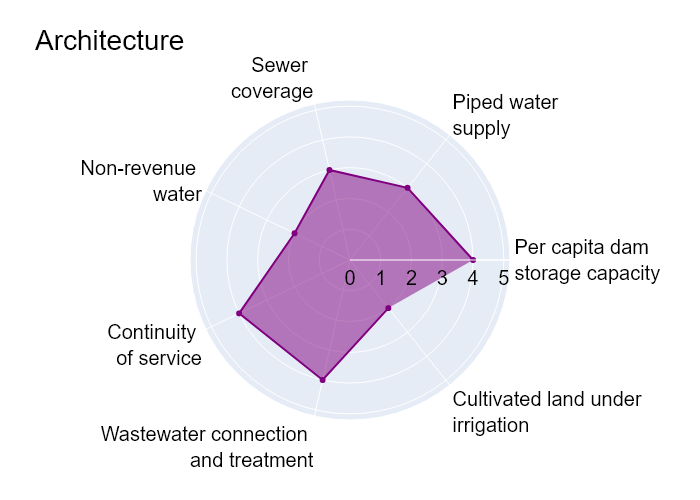 Architecture
Sewer
coverage
Piped water
supply
Non-revenue
water
Per capita dam
storage capacity
0 1 2 3 4 5
Continuity
of service
Cultivated land under
irrigation
Wastewater connection
and treatment